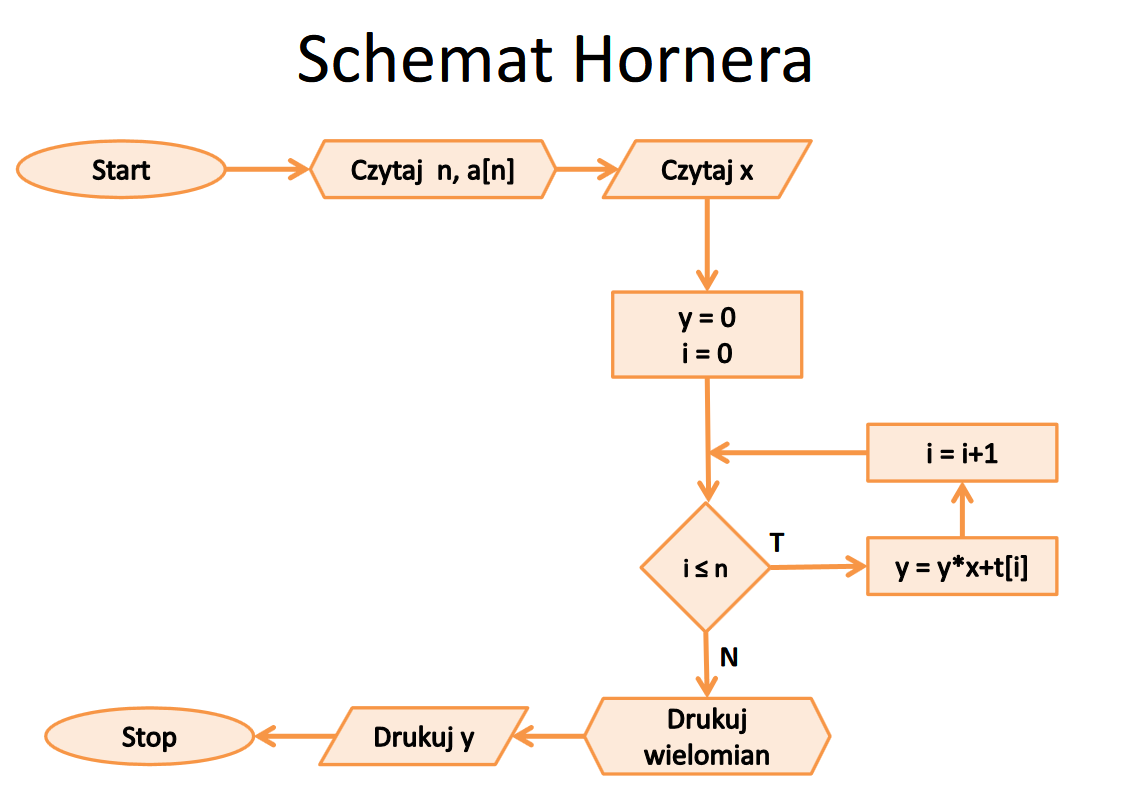 Schemat Hornera
Start
Czytaj  n, a[n]
Czytaj x
y = 0
i = 0
i = i+1
i ≤ n
T
y = y*x+t[i]
N
Drukuj
wielomian
Drukuj y
Stop